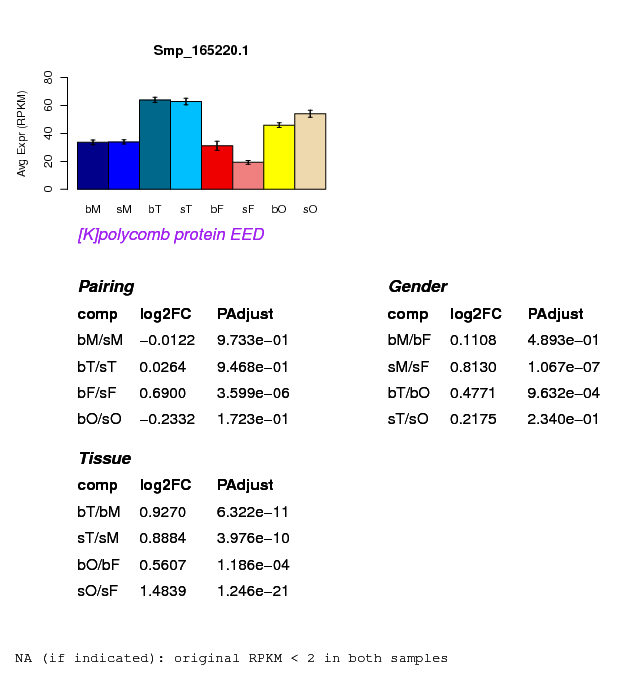 Smp_165220.1
Avg Expr (RPKM)
80
60
40
20
0
bM sM bT sT bF sF bO sO
[K]polycomb protein EED
Pairing
comp log2FC PAdjust
bM/sM −0.0122 9.733e−01
bT/sT 0.0264 9.468e−01
bF/sF 0.6900 3.599e−06
bO/sO −0.2332 1.723e−01
Gender
comp log2FC PAdjust
bM/bF 0.1108 4.893e−01
sM/sF 0.8130 1.067e−07
bT/bO 0.4771 9.632e−04
sT/sO 0.2175 2.340e−01
Tissue
comp log2FC PAdjust
bT/bM 0.9270 6.322e−11
sT/sM 0.8884 3.976e−10
bO/bF 0.5607 1.186e−04
sO/sF 1.4839 1.246e−21
NA (if indicated): original RPKM < 2 in both samples